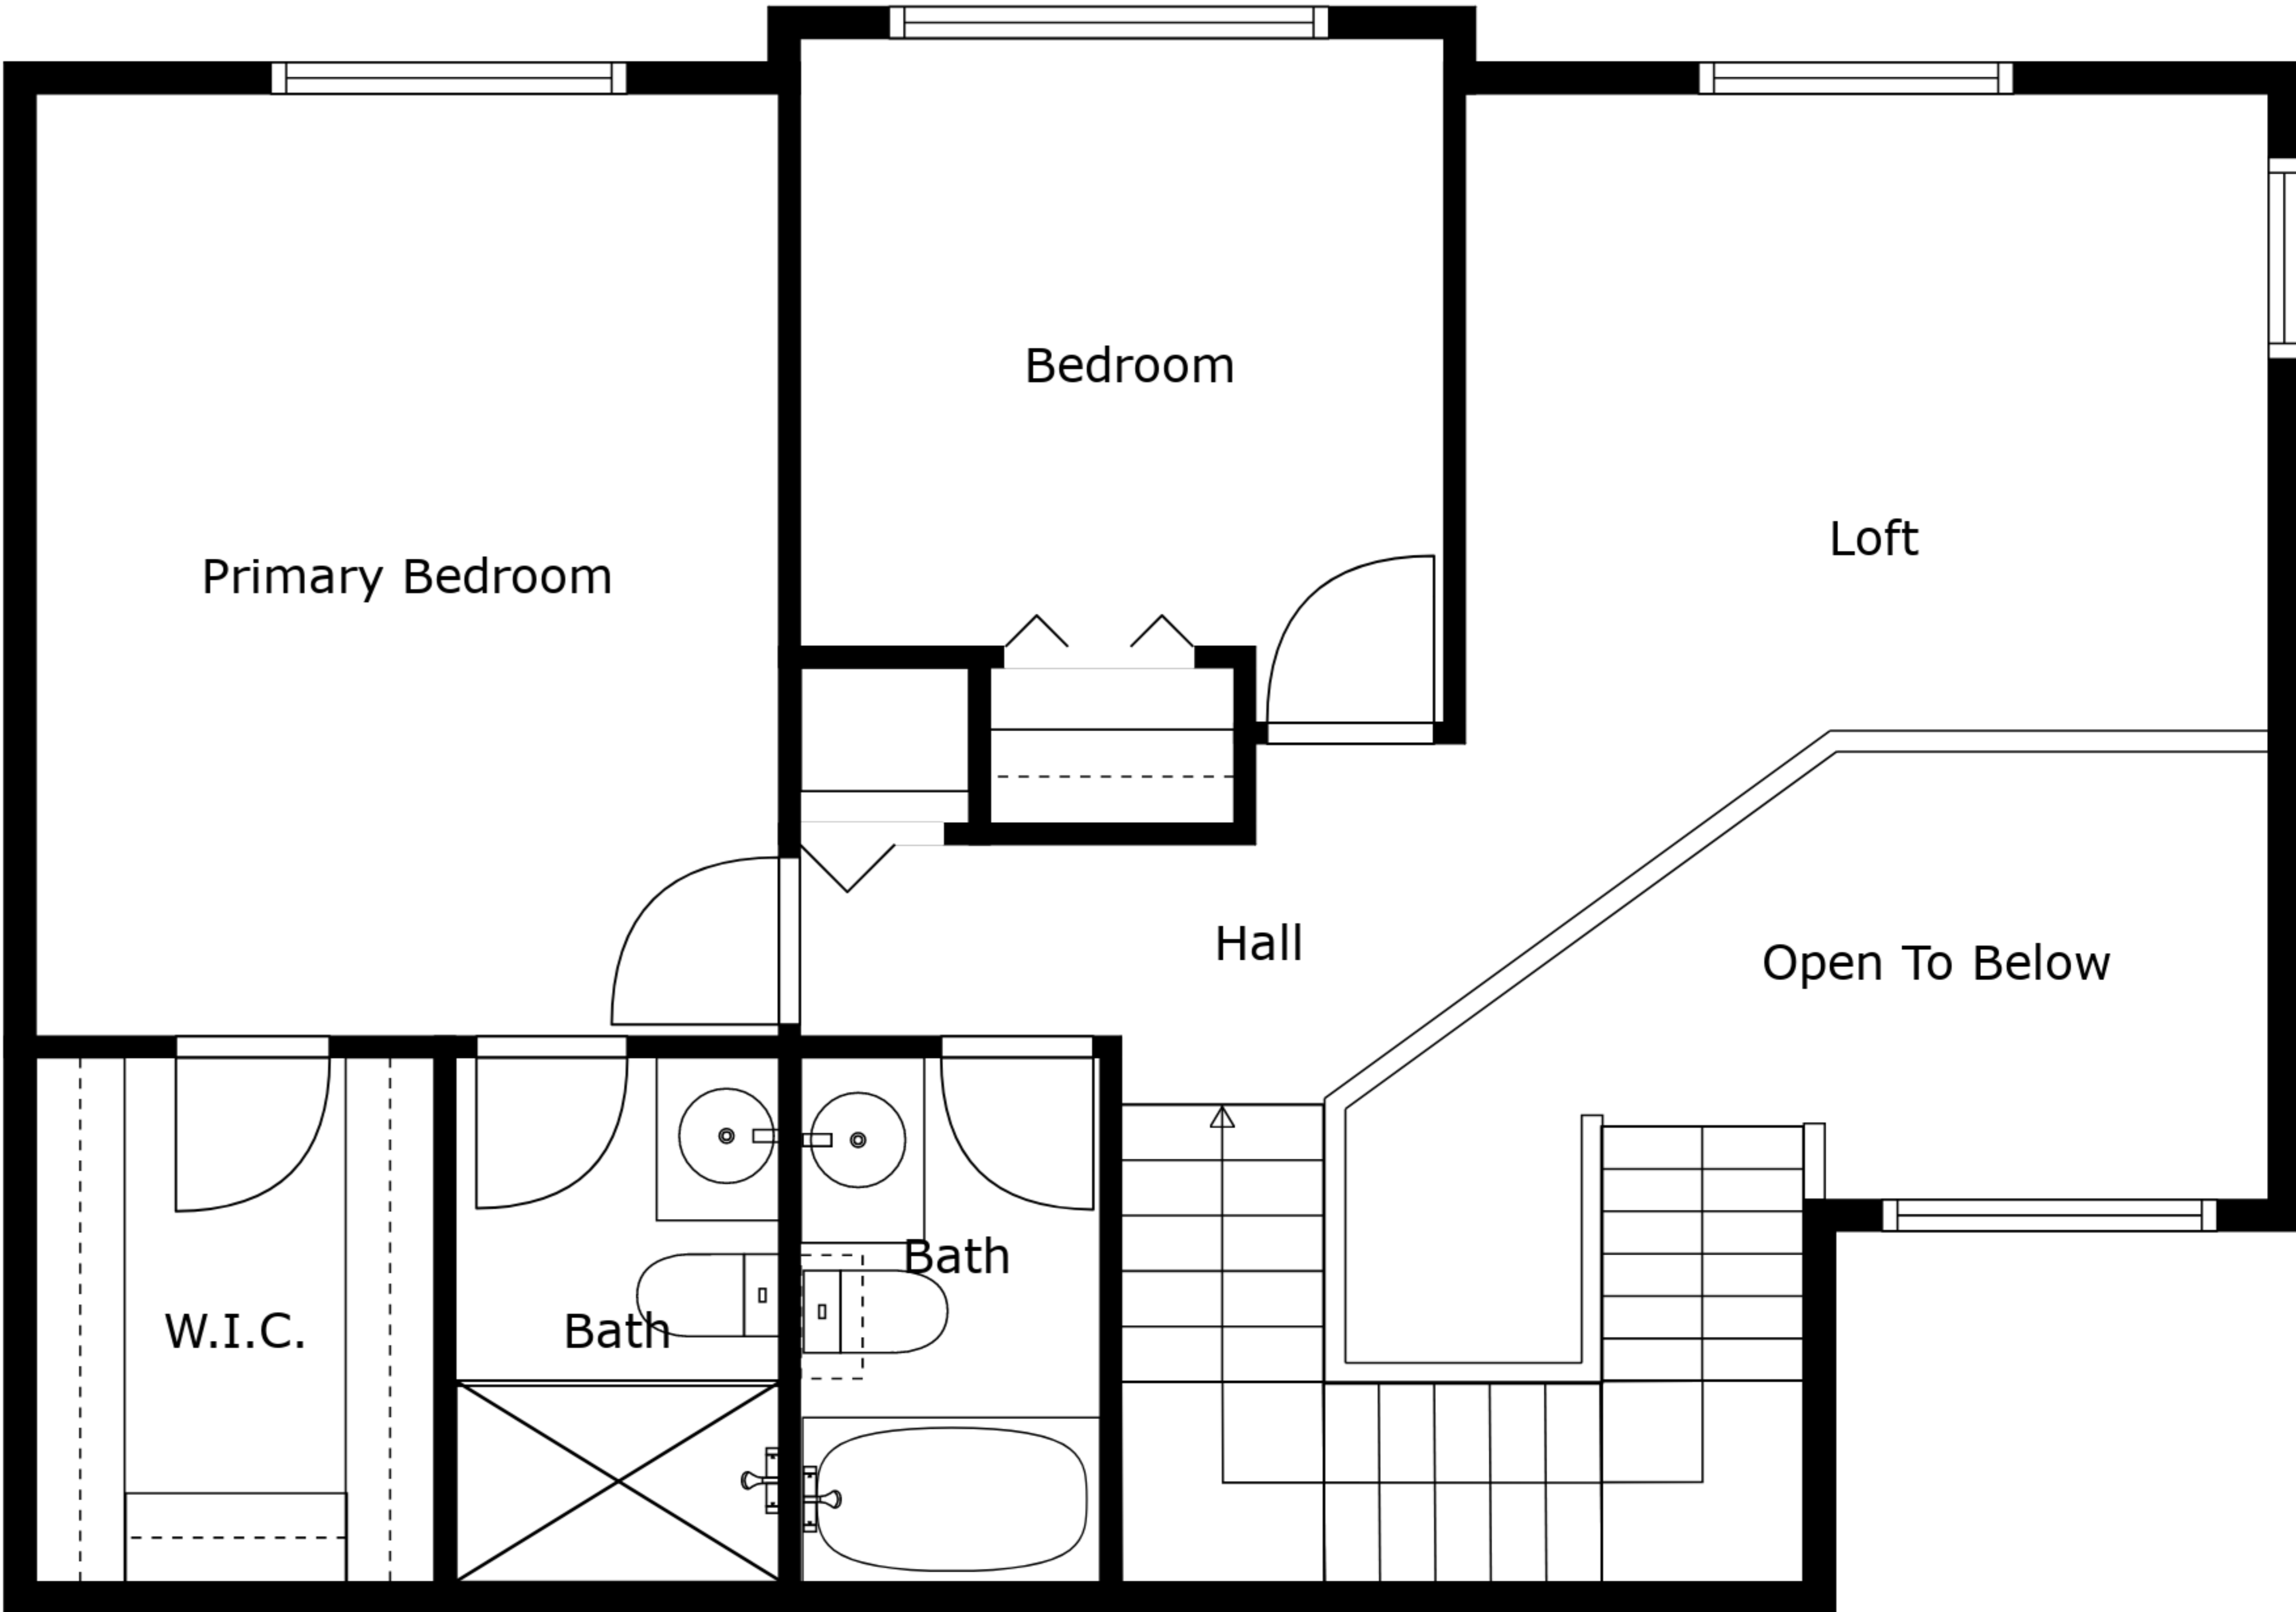 Bedroom
Loft
Primary Bedroom
Hall
Open To Below
Bath
W.I.C.
Bath